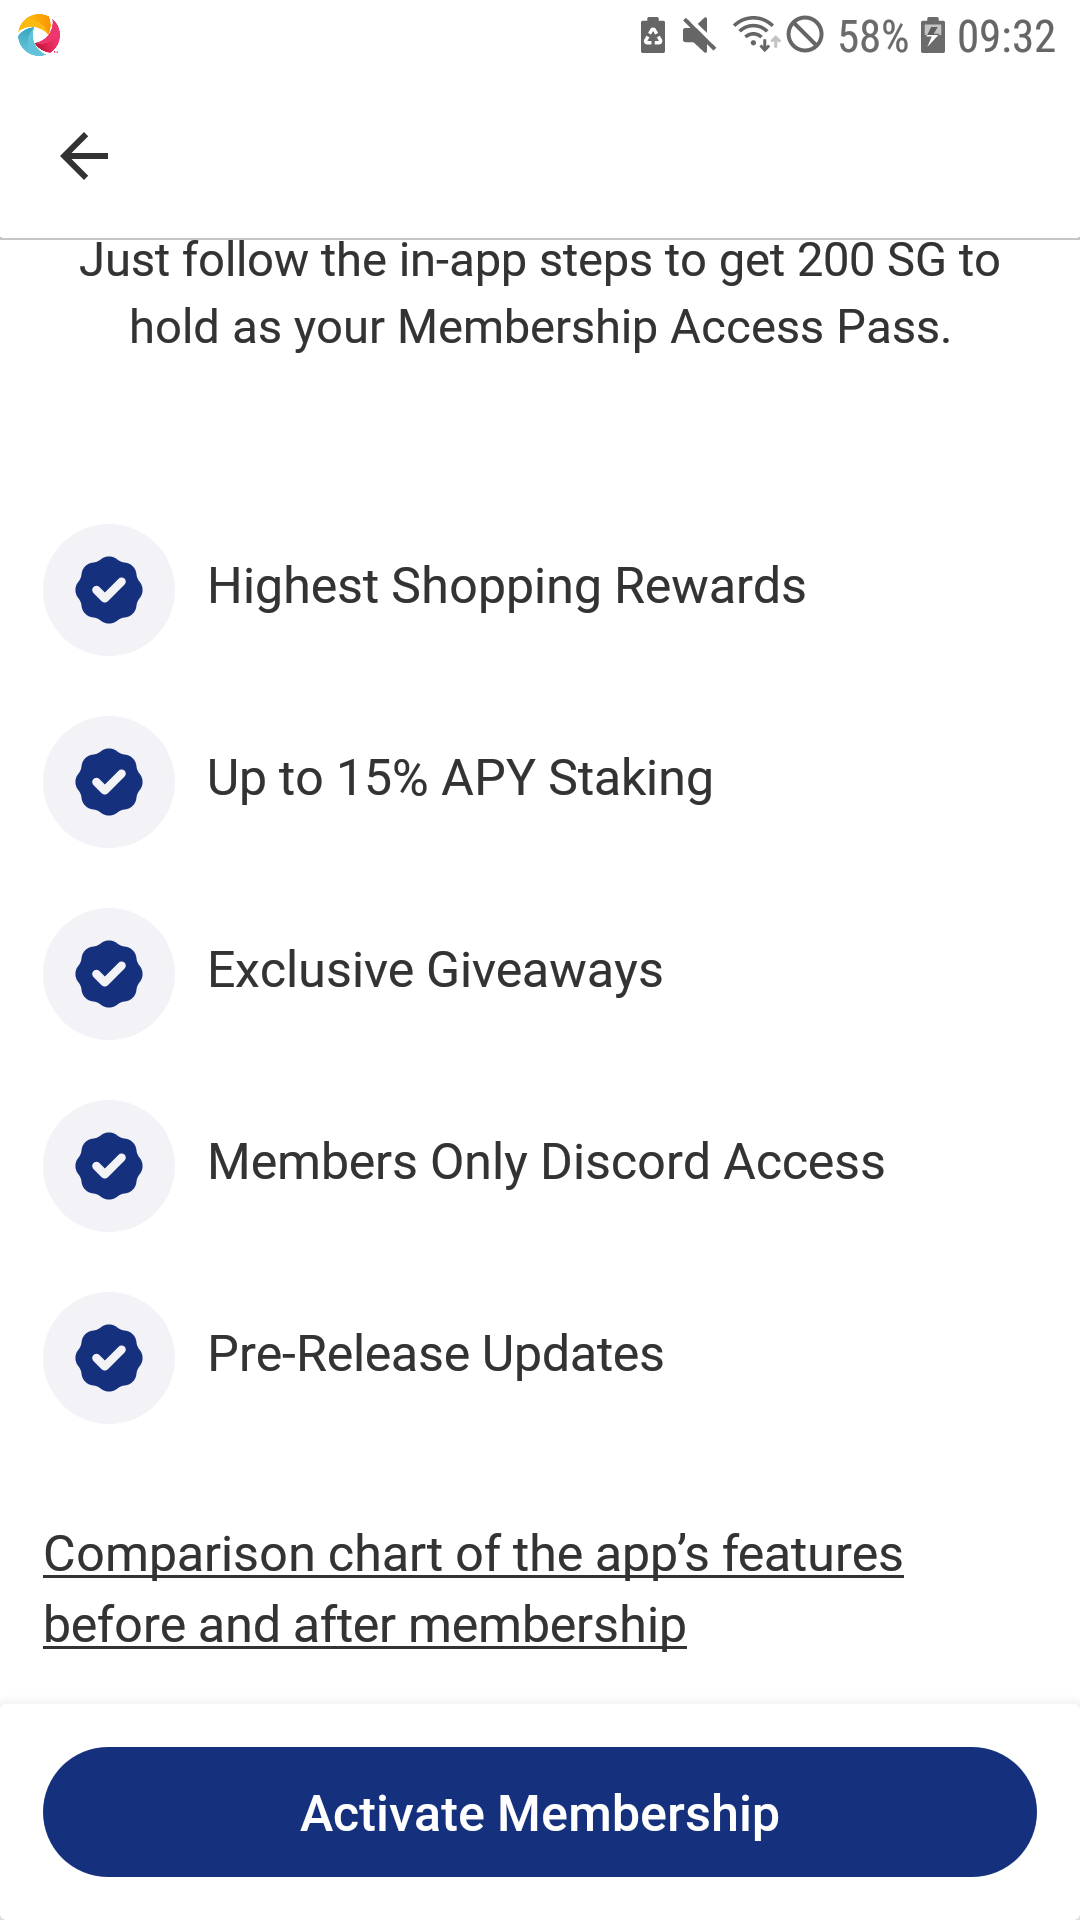 58% 09:32
Just follow the in-app steps to get 200 SG to
hold as your Membership Access Pass.
Highest Shopping Rewards
Up to 15% APY Staking
Exclusive Giveaways
Members Only Discord Access
Pre-Release Updates
Comparison chart of the app’s features
before and after membership
Activate Membership